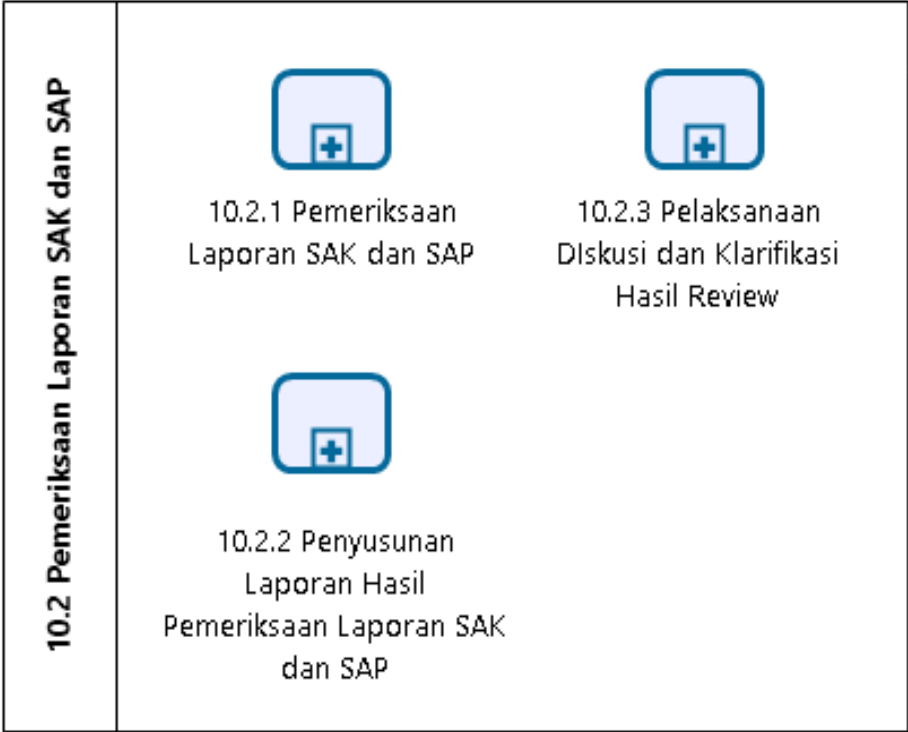 10.2 Pemeriksaan Laporan SAK dan SAP
10.2.1 Pemeriksaan
Laporan SAK dan SAP
10.2.3 Pelaksanaan
DIskusi dan Klarifikasi
Hasil Review
10.2.2 Penyusunan
Laporan Hasil
Pemeriksaan Laporan SAK
dan SAP